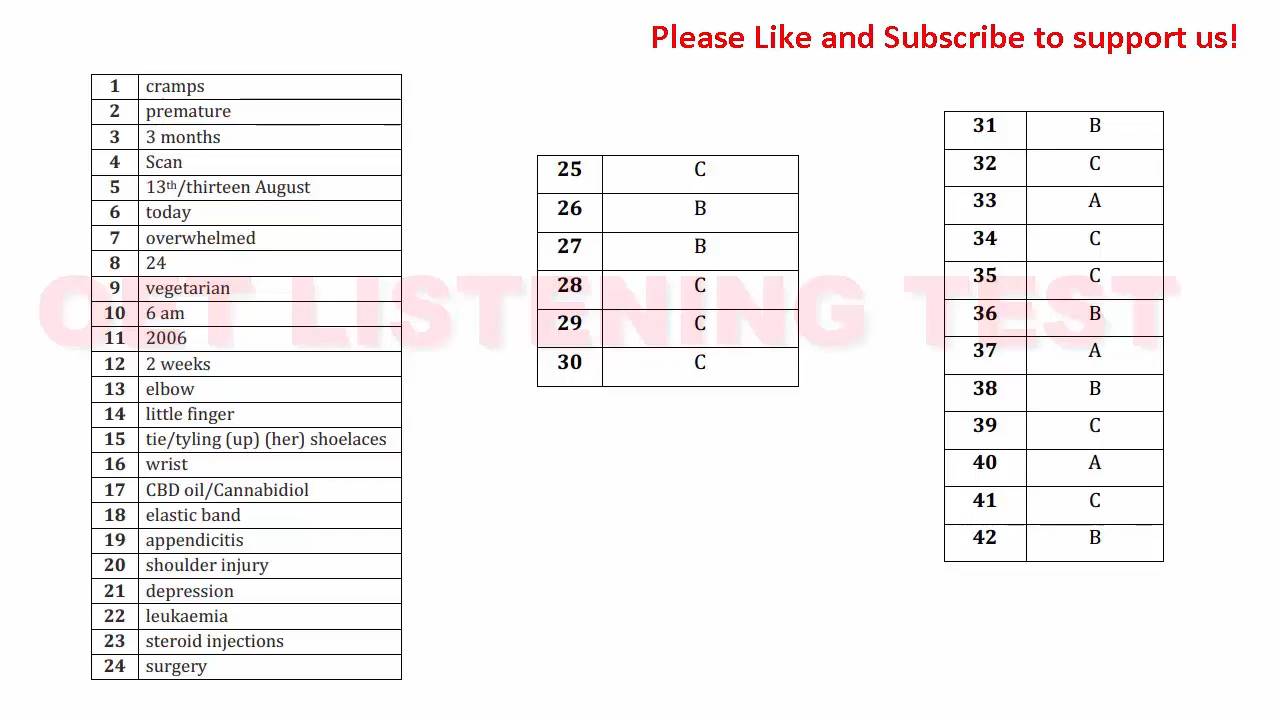 Please Like and Subscribe to support us!
1 cramps
2 premature
3 3 months
4 Scan
5 13th/thirteen August
6 today
7 overwhelmed
8 24
9 vegetarian
10 6 am
11 2006
12 2 weeks
13 elbow
14 little finger
15 tie/tyling (up) (her) shoelaces
16 wrist
17 CBD oil/Cannabidiol
18 elastic band
19 appendicitis
20 shoulder injury
21 depression
22 leukaemia
23 steroid injections
24 surgery
25 C
26 B
27 B
28 C
29 C
30 C
31 B
32 C
33 A
34 C
35 C
36 B
37 A
38 B
39 C
40 A
41 C
42 B
OET LISTENING TEST